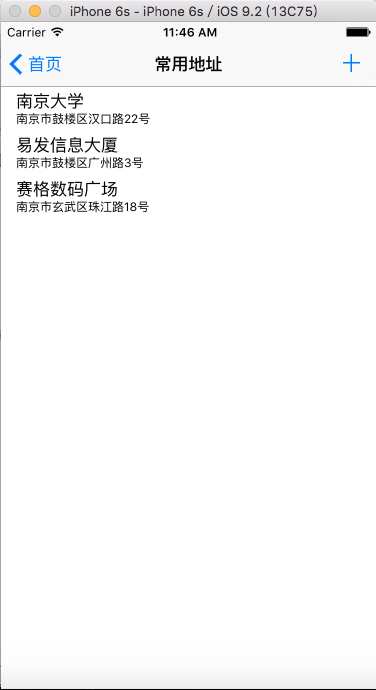 iPhone 6s - iPhone 6s / iOS 9.2 (13C75)
Carrier 11:46 AM
首页 常用地址 +
南京大学
南京市鼓楼区汉口路22号
易发信息大厦
南京市鼓楼区广州路3号
赛格数码广场
南京市玄武区珠江路18号